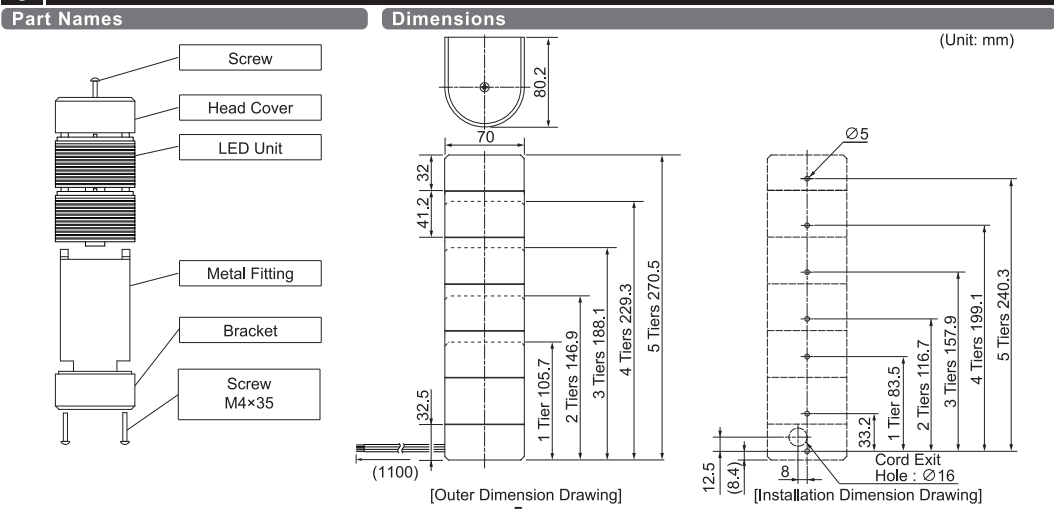 Part Names
Dimensions
(Unit: mm)
Screw
Head Cover
LED Unit
Metal Fitting
Bracket
Screw
M4×35
80.2
70
32
41.2
32.5
1 Tier 105.7
2 Tiers 146.9
3 Tiers 188.1
4 Tiers 229.3
5 Tiers 270.5
(1100)
[Outer Dimension Drawing]
∅5
33.2
1 Tier 83.5
2 Tiers 116.7
3 Tiers 157.9
4 Tiers 199.1
5 Tiers 240.3
12.5
(8.4)
8
Cord Exit
Hole : ∅16
[Installation Dimension Drawing]